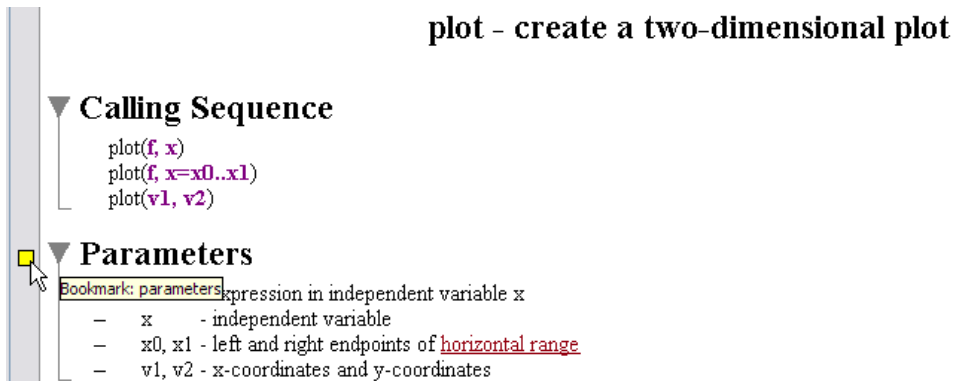 plot - create a two-dimensional plot
Calling Sequence
plot(f, x)
plot(f, x=x0..x1)
plot(v1, v2)
Parameters
Bookmark: parameters xpression in independent variable x
– x - independent variable
– x0, x1 - left and right endpoints of horizontal range
– v1, v2 - x-coordinates and y-coordinates